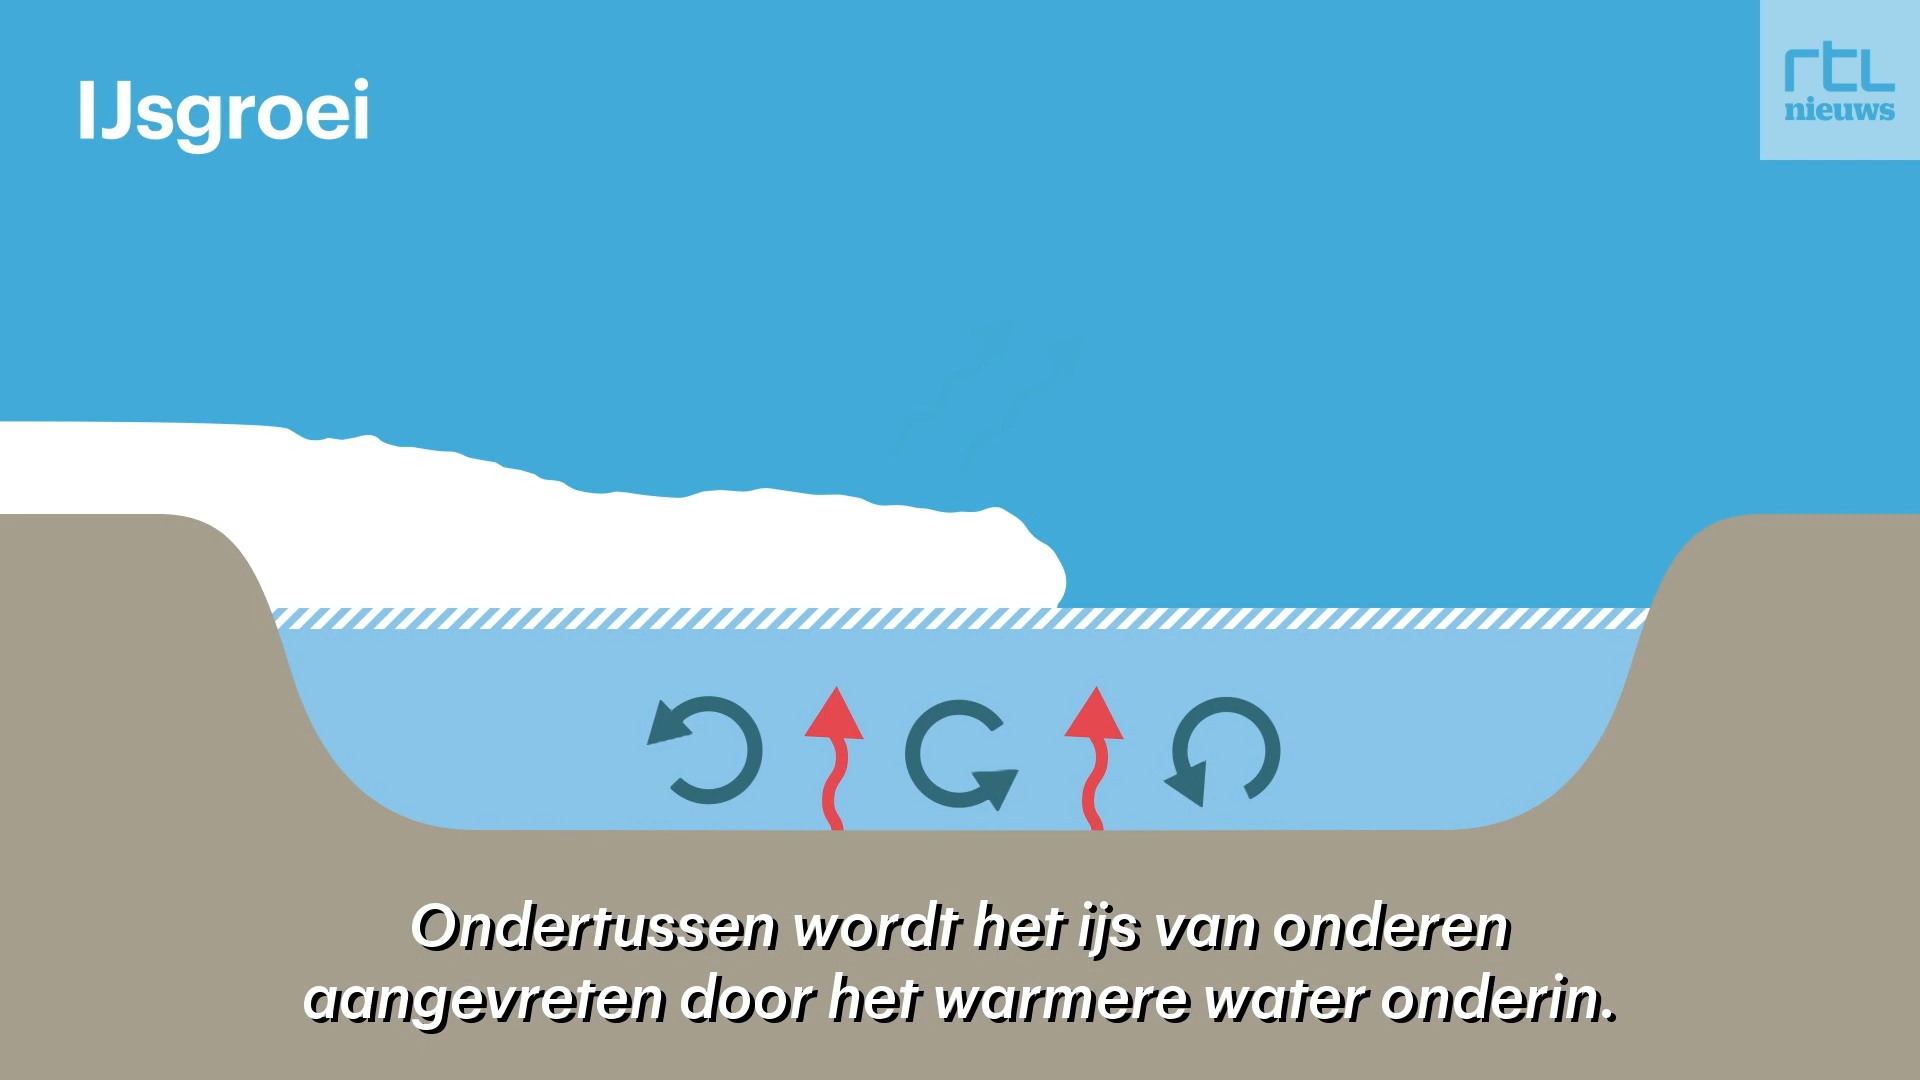 IJsgroei
rtl
nieuws
Ondertussen wordt het ijs van onderen
aangevreten door het warmere water onderin.